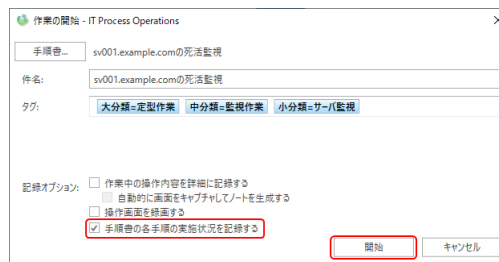 作業の開始 - IT Process Operations
手順書... sv001.example.comの死活監視
件名: sv001.example.comの死活監視
タグ: 大分類=定型作業 中分類=監視作業 小分類=サーバ監視
記録オプション: 作業中の操作内容を詳細に記録する
自動的に画面をキャプチャしてノートを生成する
操作画面を録画する
手順書の各手順の実施状況を記録する
開始 キャンセル